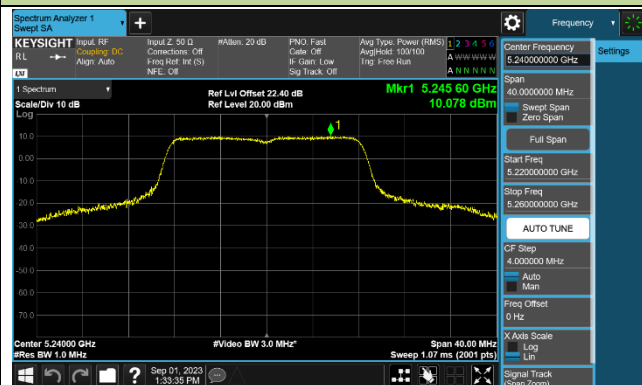 Spectrum Analyzer 1
Swept SA
Frequency
KEYSIGHT
Input: RF
Input Z: 50 Ω
#Atten: 20 dB
PNO: Fast
Avg Type: Power (RMS)
1 2 3 4 5 6
RL
Coupling: DC
Corrections: Off
Gate: Off
Avg|Hold: 100/100
A W W W W W
Align: Auto
Freq Ref: Int (S)
IF Gain: Low
Trig: Free Run
NFE: Off
Sig Track: Off
A N N N N N
LXI
1 Spectrum
Ref Lvl Offset 22.40 dB
Mkr1 5.245 60 GHz
Scale/Div 10 dB
Ref Level 20.00 dBm
10.078 dBm
Log
1
10.0
0.00
-10.0
-20.0
-30.0
-40.0
-50.0
-60.0
-70.0
Center 5.24000 GHz
#Video BW 3.0 MHz*
Span 40.00 MHz
#Res BW 1.0 MHz
Sweep 1.07 ms (2001 pts)
Sep 01, 2023
1:33:35 PM
Center Frequency
5.240000000 GHz
Settings
Span
40.0000000 MHz
Swept Span
Zero Span
Full Span
Start Freq
5.220000000 GHz
Stop Freq
5.260000000 GHz
AUTO TUNE
CF Step
4.000000 MHz
Auto
Man
Freq Offset
0 Hz
X Axis Scale
Log
Lin
Signal Track
(Span Zoom)